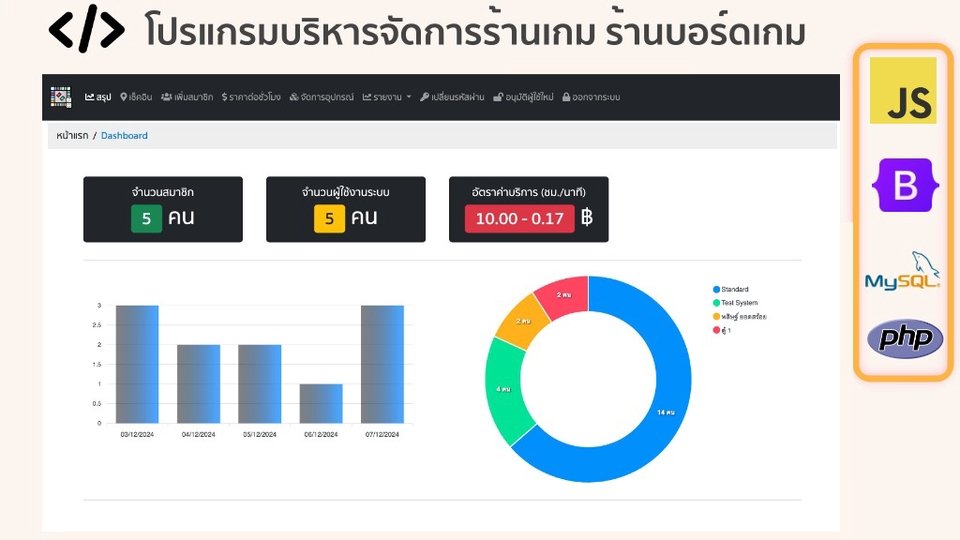 </> โปรแกรมบริหารจัดการร้านเกม ร้านบอร์ดเกม
สรุป เช็คอิน เพิ่มสมาชิก $ ราคาต่อชั่วโมง จัดการอุปกรณ์ รายงาน เปลี่ยนรหัสผ่าน อนุมัติผู้ใช้ใหม่ ออกจากระบบ
หน้าแรก / Dashboard
จำนวนสมาชิก
5 คน
จำนวนผู้ใช้งานระบบ
5 คน
อัตราค่าบริการ (ชม./นาที)
10.00 - 0.17 ฿
3
2.5
2
1.5
1
0.5
0
03/12/2024 04/12/2024 05/12/2024 06/12/2024 07/12/2024
2 คน
2 คน
4 คน
14 คน
Standard
Test System
ตู้ 1
JS
B
MySQL
php